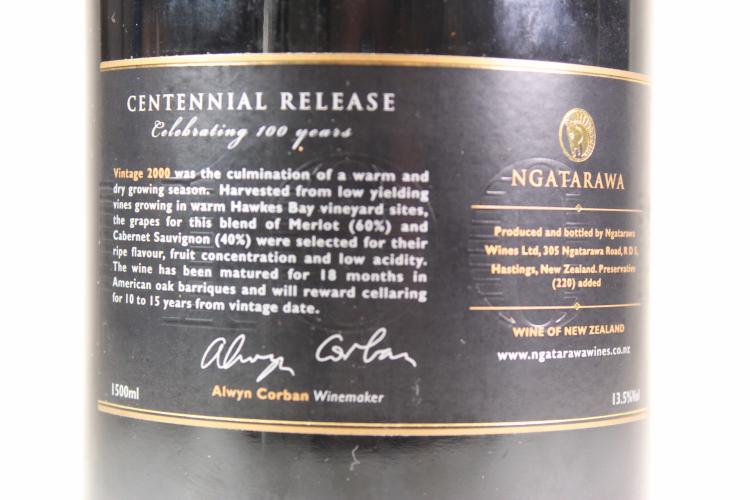 CENTENNIAL RELEASE
Celebrating 100 years
Vintage 2000 was the culmination of a warm and
dry growing season. Harvested from low yielding
vines growing in warm Hawkes Bay vineyard sites,
the grapes for this blend of Merlot (60%) and
Cabernet Sauvignon (40%) were selected for their
ripe flavour, fruit concentration and low acidity.
The wine has been matured for 18 months in
American oak barriques and will reward cellaring
for 10 to 15 years from vintage date.
Alwyn Corban
Alwyn Corban Winemaker
1500ml
NGATARAWA
Produced and bottled by Ngatarawa
Wines Ltd, 305 Ngatarawa Road, R D 5,
Hastings, New Zealand. Preservative
(220) added
WINE OF NEW ZEALAND
www.ngatarawawines.co.nz
13.5%Vol